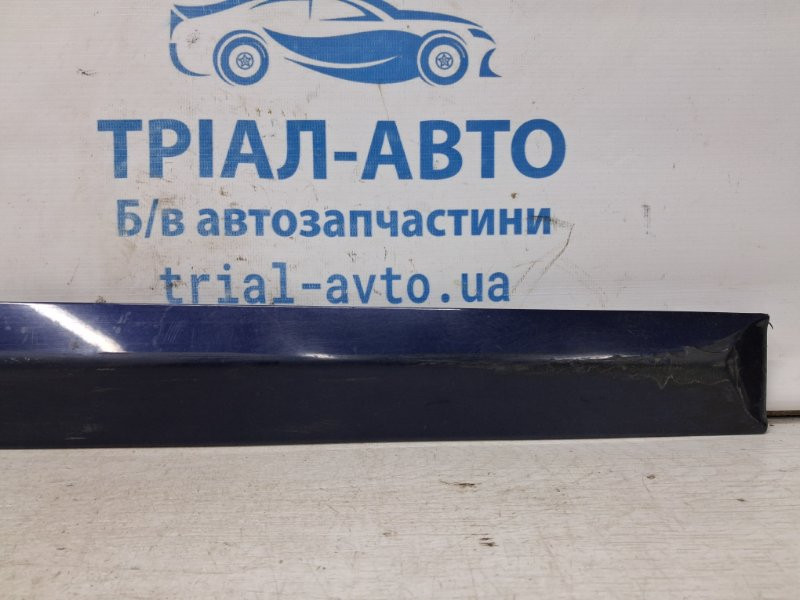 ТРІАЛ-АВТО
Б/в автозапчастини
trial-avto.ua